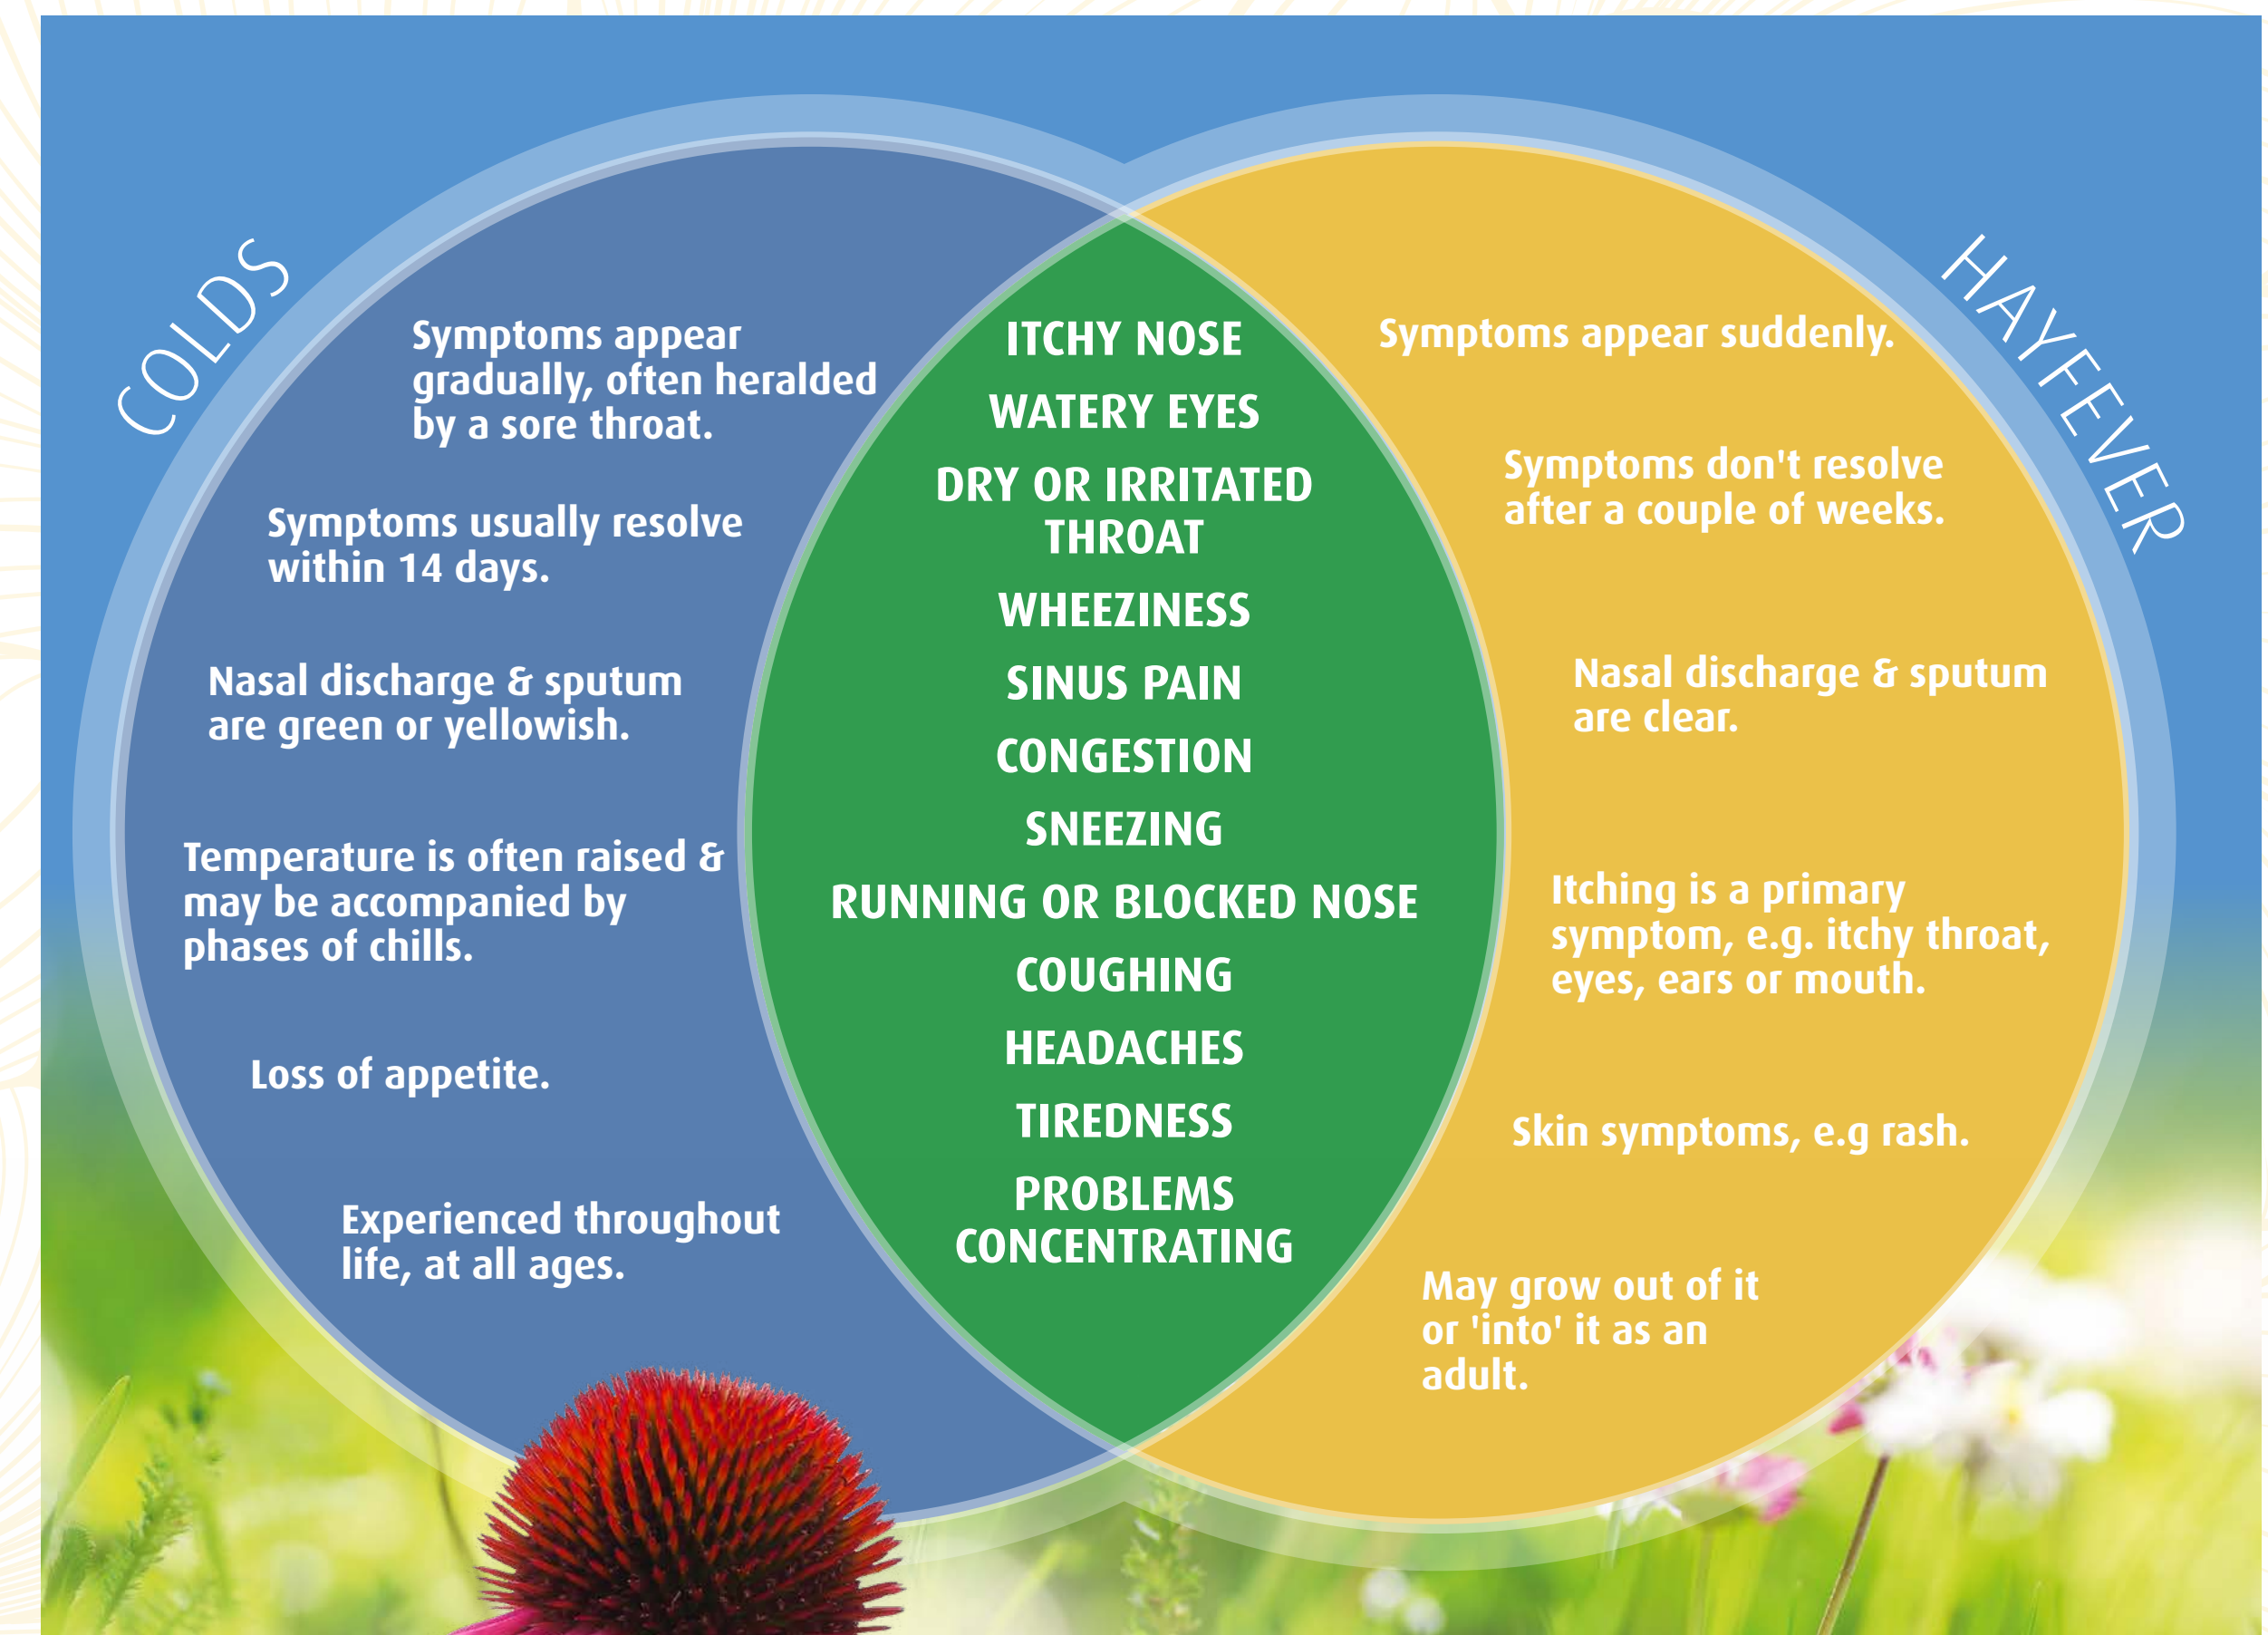 COLDS
Symptoms appear
gradually, often heralded
by a sore throat.
Symptoms usually resolve
within 14 days.
Nasal discharge & sputum
are green or yellowish.
Temperature is often raised &
may be accompanied by
phases of chills.
Loss of appetite.
Experienced throughout
life, at all ages.
ITCHY NOSE
WATERY EYES
DRY OR IRRITATED
THROAT
WHEEZINESS
SINUS PAIN
CONGESTION
SNEEZING
RUNNING OR BLOCKED NOSE
COUGHING
HEADACHES
TIREDNESS
PROBLEMS
CONCENTRATING
HAYFEVER
Symptoms appear suddenly.
Symptoms don't resolve
after a couple of weeks.
Nasal discharge & sputum
are clear.
Itching is a primary
symptom, e.g. itchy throat,
eyes, ears or mouth.
Skin symptoms, e.g rash.
May grow out of it
or 'into' it as an
adult.